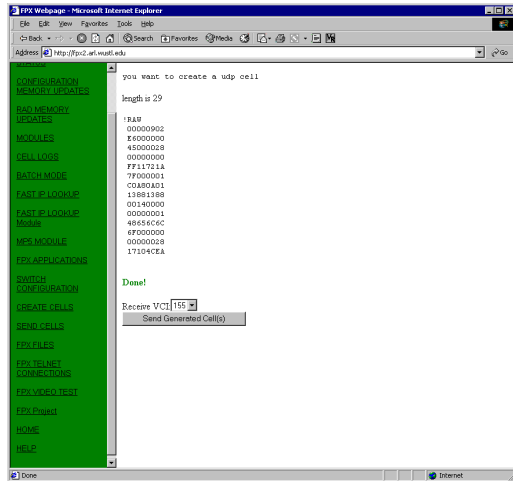 FPX Webpage - Microsoft Internet Explorer
File Edit View Favorites Tools Help
Back Search Favorites Media
Address http://fpx2.arl.wustl.edu Go
STATUS
CONFIGURATION
MEMORY UPDATES
RAD MEMORY
UPDATES
MODULES
CELL LOGS
BATCH MODE
FAST IP LOOKUP
FAST IP LOOKUP
Module
MP5 MODULE
FPX APPLICATIONS
SWITCH
CONFIGURATION
CREATE CELLS
SEND CELLS
FPX FILES
FPX TELNET
CONNECTIONS
FPX VIDEO TEST
FPX Project
HOME
HELP
you want to create a udp cell
length is 29
!RAW
00000902
E6000000
45000028
00000000
FF11721A
7F000001
C0A80A01
13881388
00140000
00000001
48656C6C
6F000000
00000028
17104CEA
Done!
Receive VCI: 155
Send Generated Cell(s)
Done
Internet